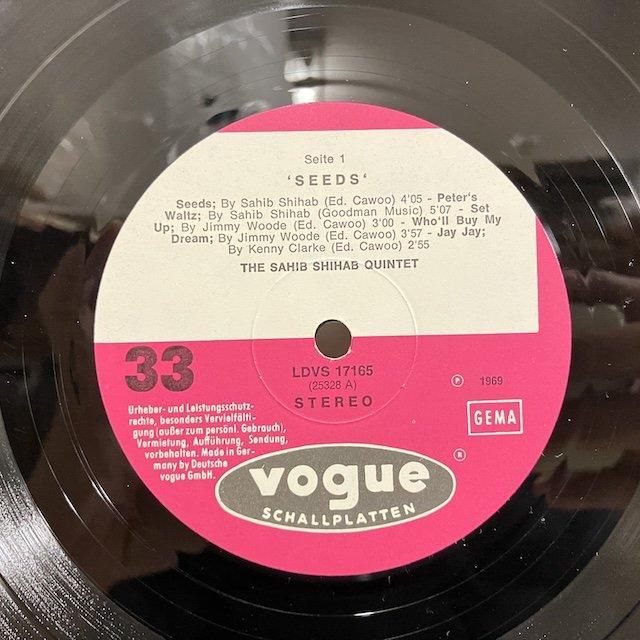 Seite 1
'SEEDS'
Seeds; By Sahib Shihab (Ed. Cawoo) 4'05 - Peter's
Waltz; By Sahib Shihab (Goodman Music) 5'07 - Set
Up; By Jimmy Woode (Ed. Cawoo) 3'00 - Who'll Buy My
Dream; By Jimmy Woode (Ed. Cawoo) 3'57 - Jay Jay;
By Kenny Clarke (Ed. Cawoo) 2'55
THE SAHIB SHIHAB QUINTET
33
LDVS 17165
(25328 A)
STEREO
℗ 1969
GEMA
Urheber- und Leistungsschutz-
rechte, besonders Vervielfälti-
gung (außer zum persönl. Gebrauch),
Vermietung, Aufführung, Sendung,
vorbehalten. Made in Ger-
many by Deutsche
vogue GmbH.
®
vogue
SCHALLPLATTEN